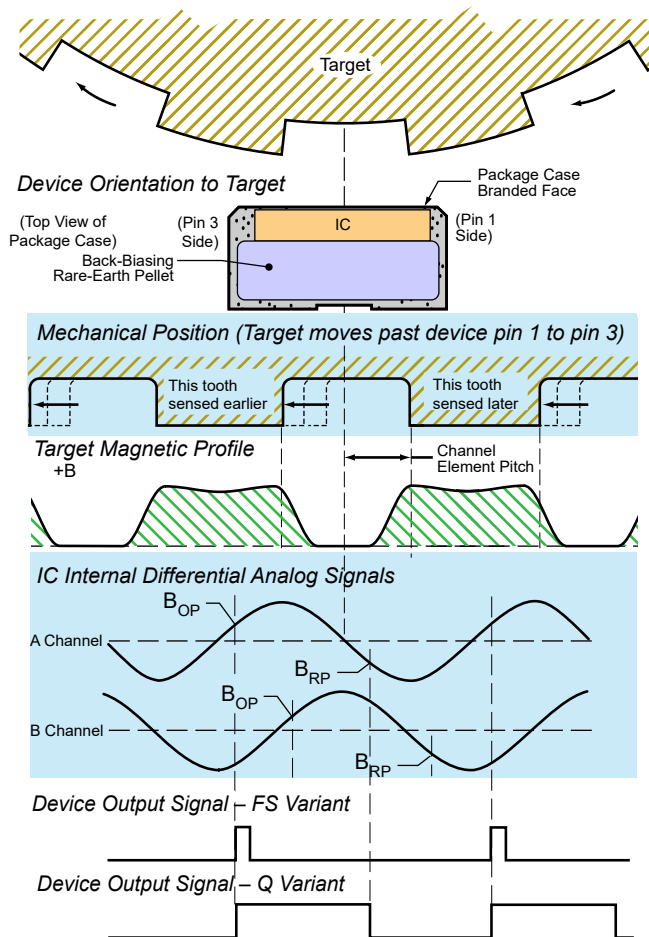 Target
Device Orientation to Target
Package Case
Branded Face
(Top View of
Package Case)
(Pin 3
Side)
IC
(Pin 1
Side)
Back-Biasing
Rare-Earth Pellet
Mechanical Position (Target moves past device pin 1 to pin 3)
This tooth
sensed earlier
This tooth
sensed later
Target Magnetic Profile
+B
Channel
Element Pitch
IC Internal Differential Analog Signals
BOP
A Channel
BRP
BOP
B Channel
BRP
Device Output Signal – FS Variant
Device Output Signal – Q Variant